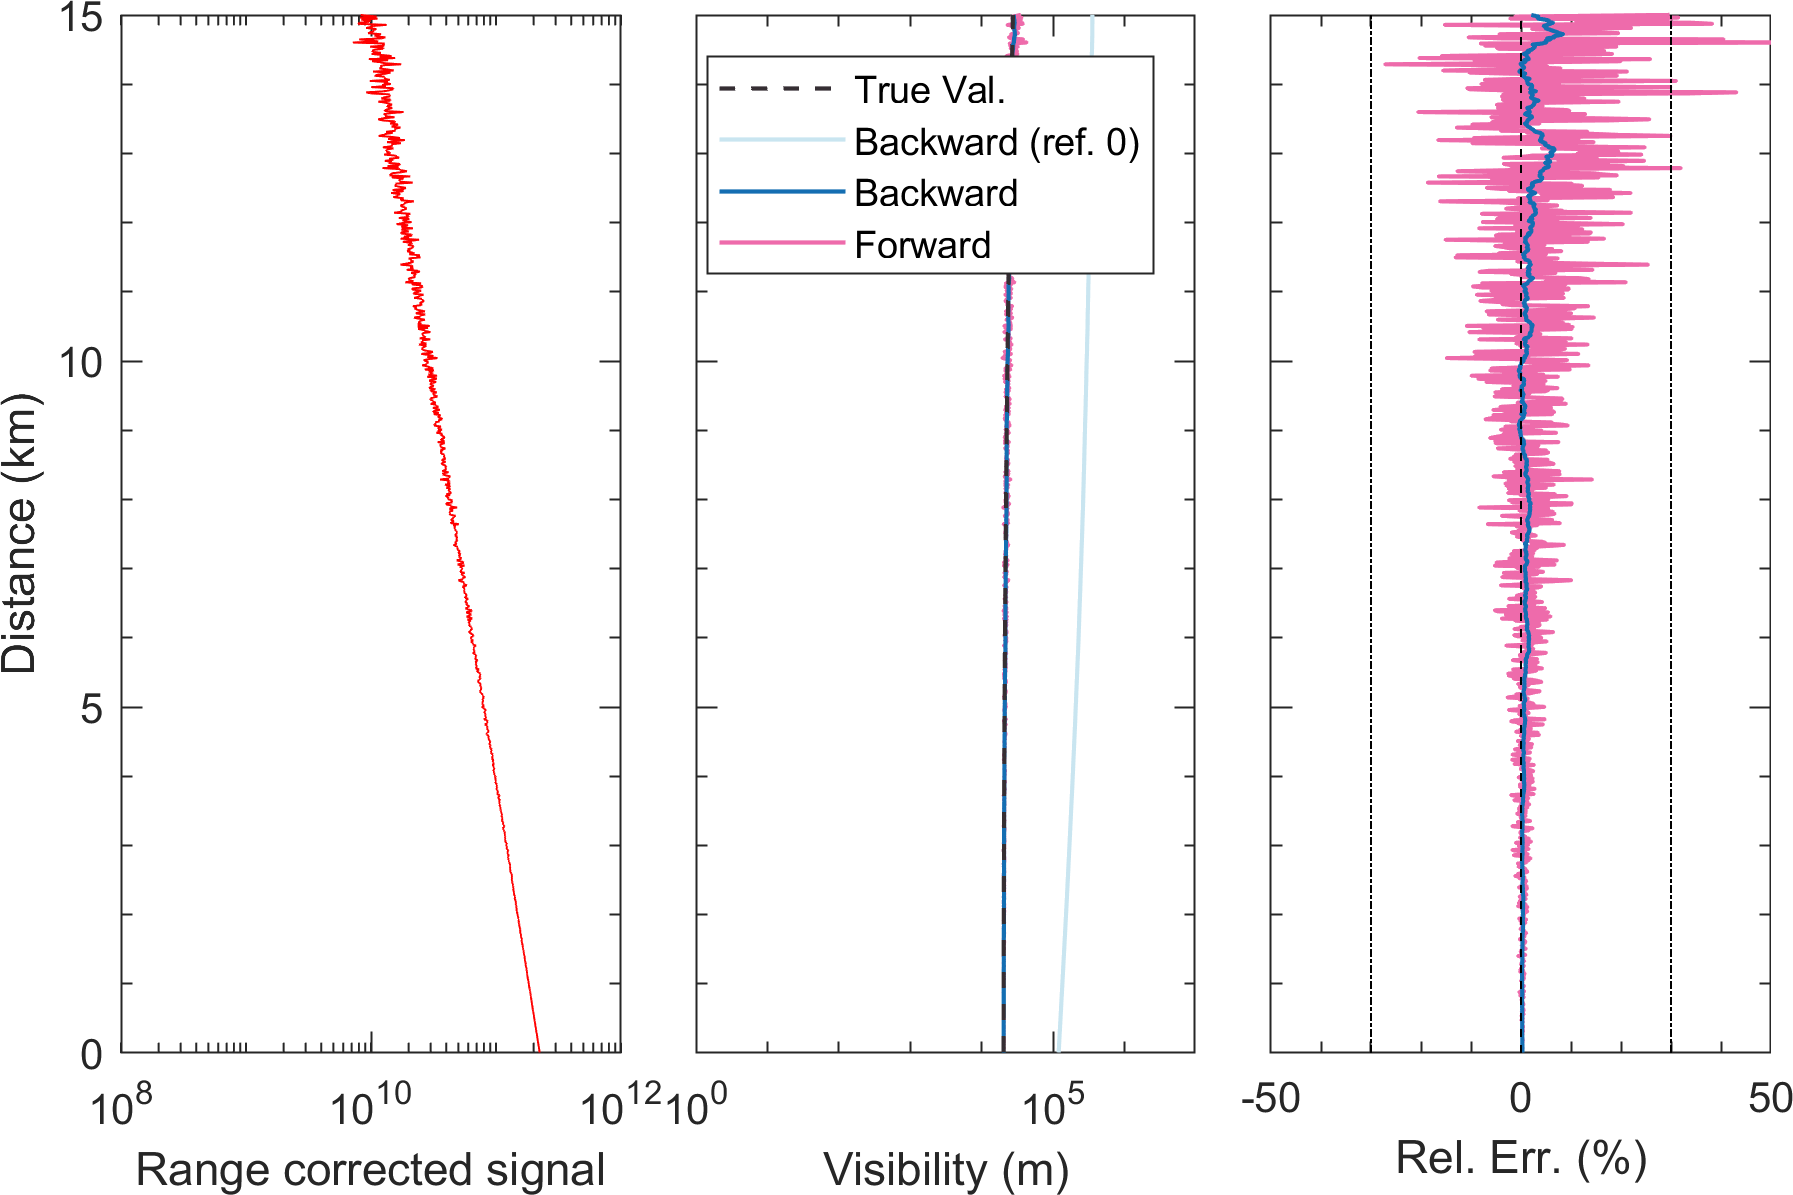 15
10
5
0
Distance (km)
10^8
10^10
10^12
Range corrected signal
True Val.
Backward (ref. 0)
Backward
Forward
10^0
10^5
Visibility (m)
-50
0
50
Rel. Err. (%)